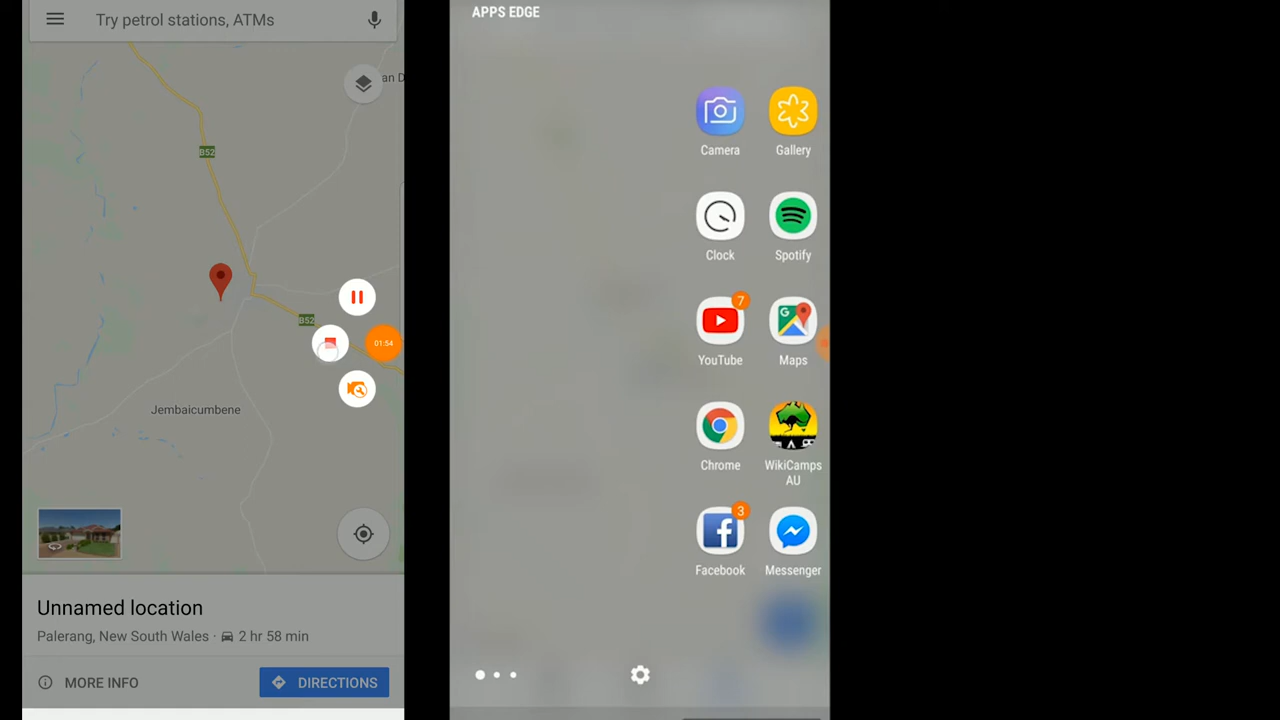 Try petrol stations, ATMs
an D
B52
B52
01:54
Jembaicumbene
Unnamed location
Palerang, New South Wales · 2 hr 58 min
MORE INFO
DIRECTIONS
APPS EDGE
Camera
Gallery
Clock
Spotify
7
YouTube
G
Maps
Chrome
WikiCamps
AU
3
Facebook
Messenger